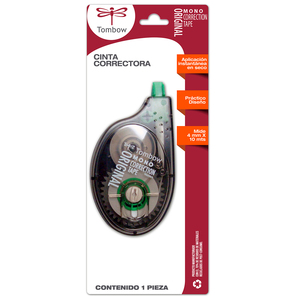 Tombow
MONO
CORRECTION
TAPE
ORIGINAL
CINTA
CORRECTORA
Aplicación
Instantánea
en seco
Práctico
Diseño
Mide
4 mm X
10 mts
Tombow
MONO
CORRECTION
TAPE
ORIGINAL
CONTENIDO 1 PIEZA